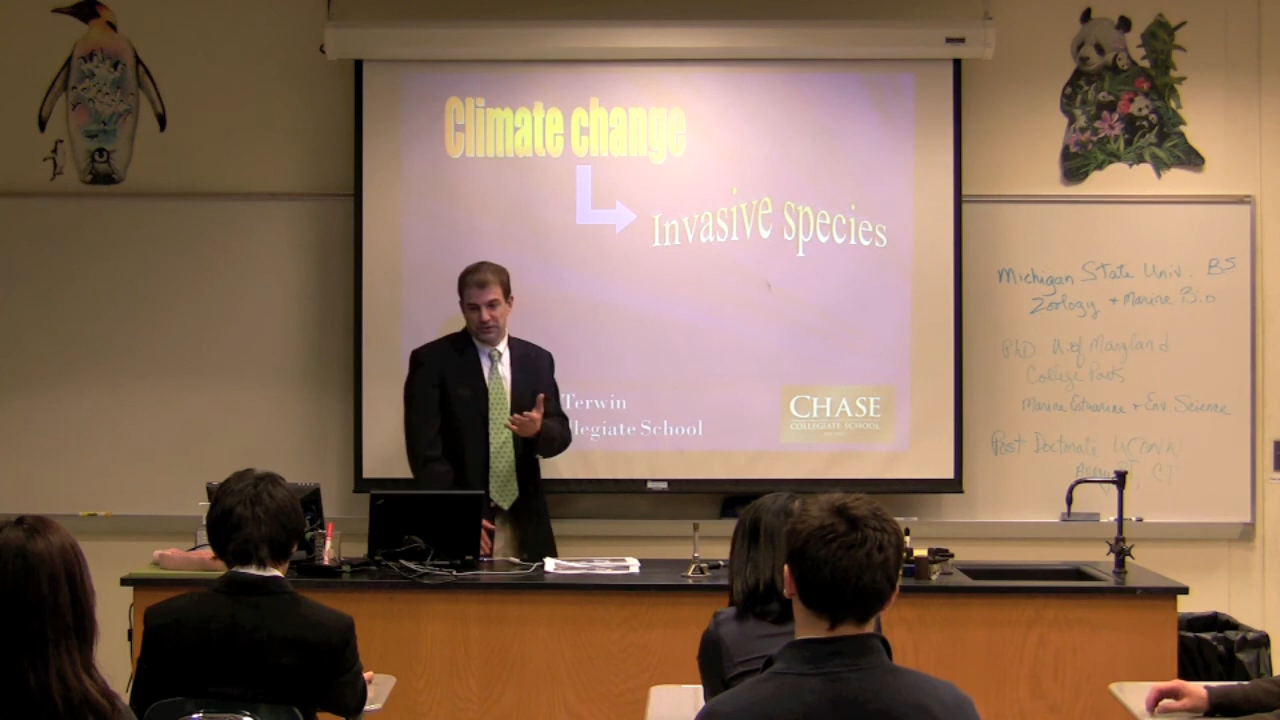 Climate change
Invasive species
Terwin
llegiate School
CHASE
COLLEGIATE SCHOOL
Michigan State Univ. BS
Zoology + Marine Bio
PhD U. of Maryland
College Park
Marine Estuarine + Env. Science
Post Doctorate